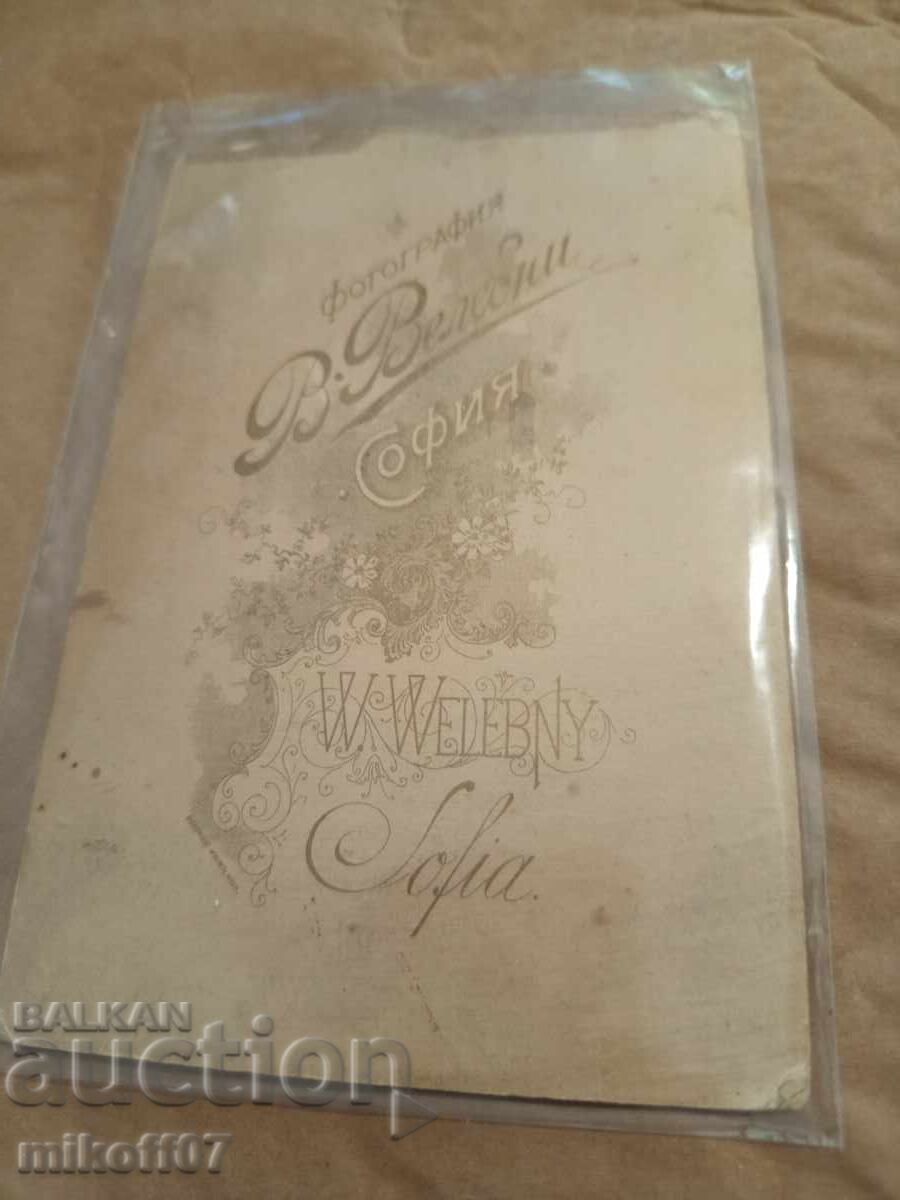 ФОТОГРАФИЯ
В. Велебни
София
W. WELEBNY
Sofia.
BALKAN
auction
mikoff07